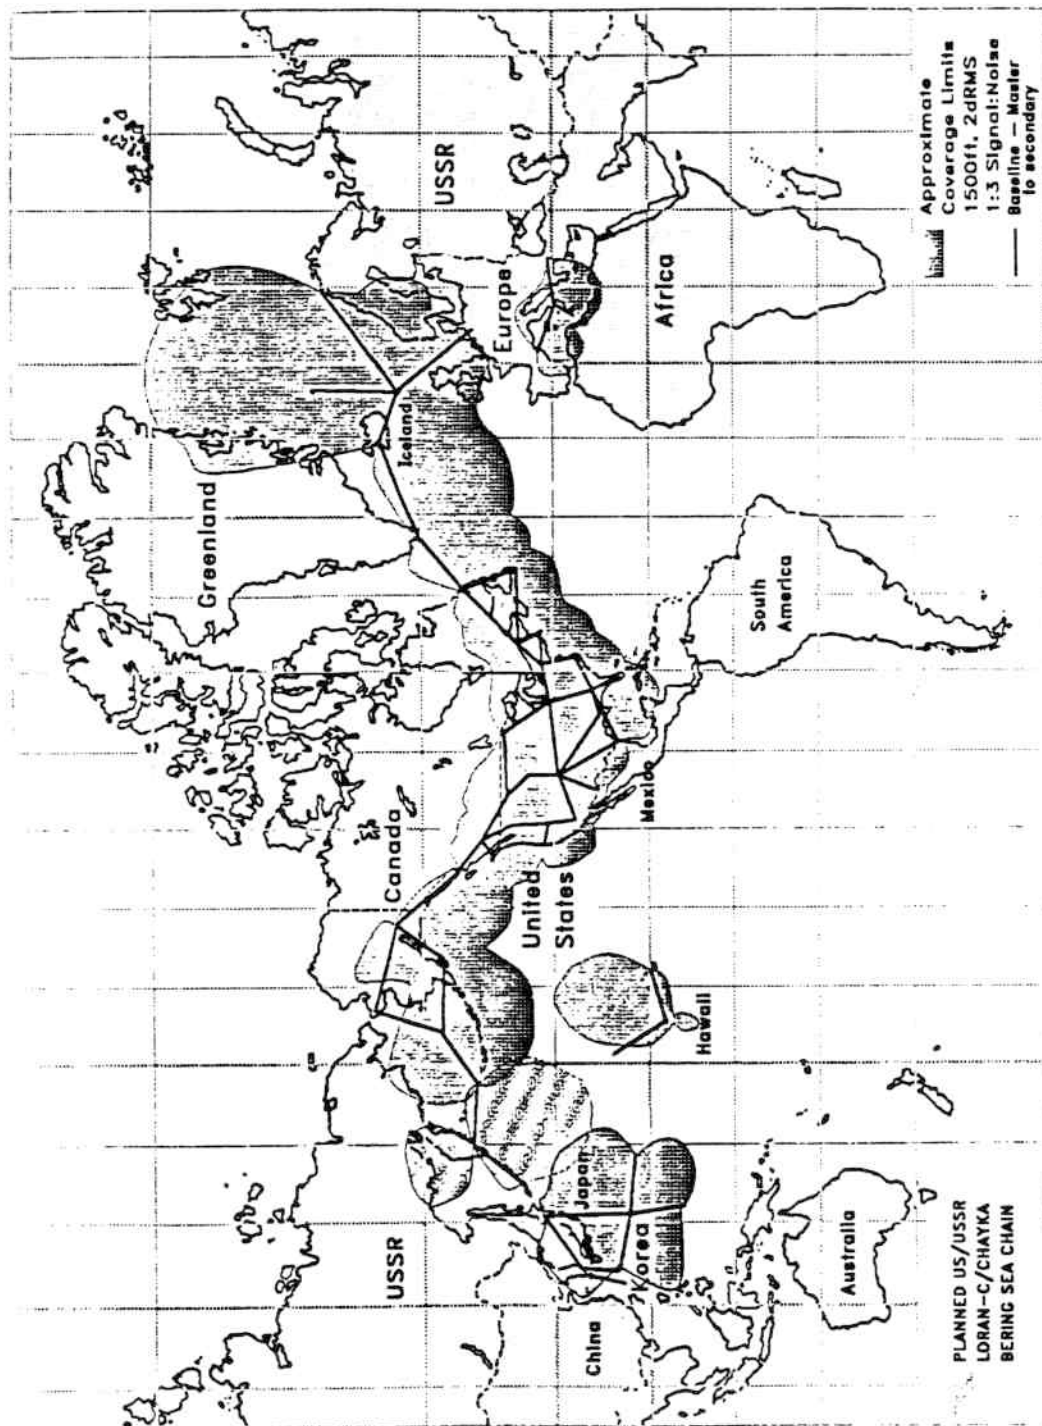 PLANNED US/USSR
LORAN-C/CHAYKA
BERING SEA CHAIN
USSR
China
Korea
Japan
Australia
Hawaii
United
States
Canada
Mexico
Greenland
South
America
Iceland
Europe
USSR
Africa
Approximate
Coverage Limits
1500ft, 2dRMS
1:3 Signal:Noise
Baseline — Master
to secondary